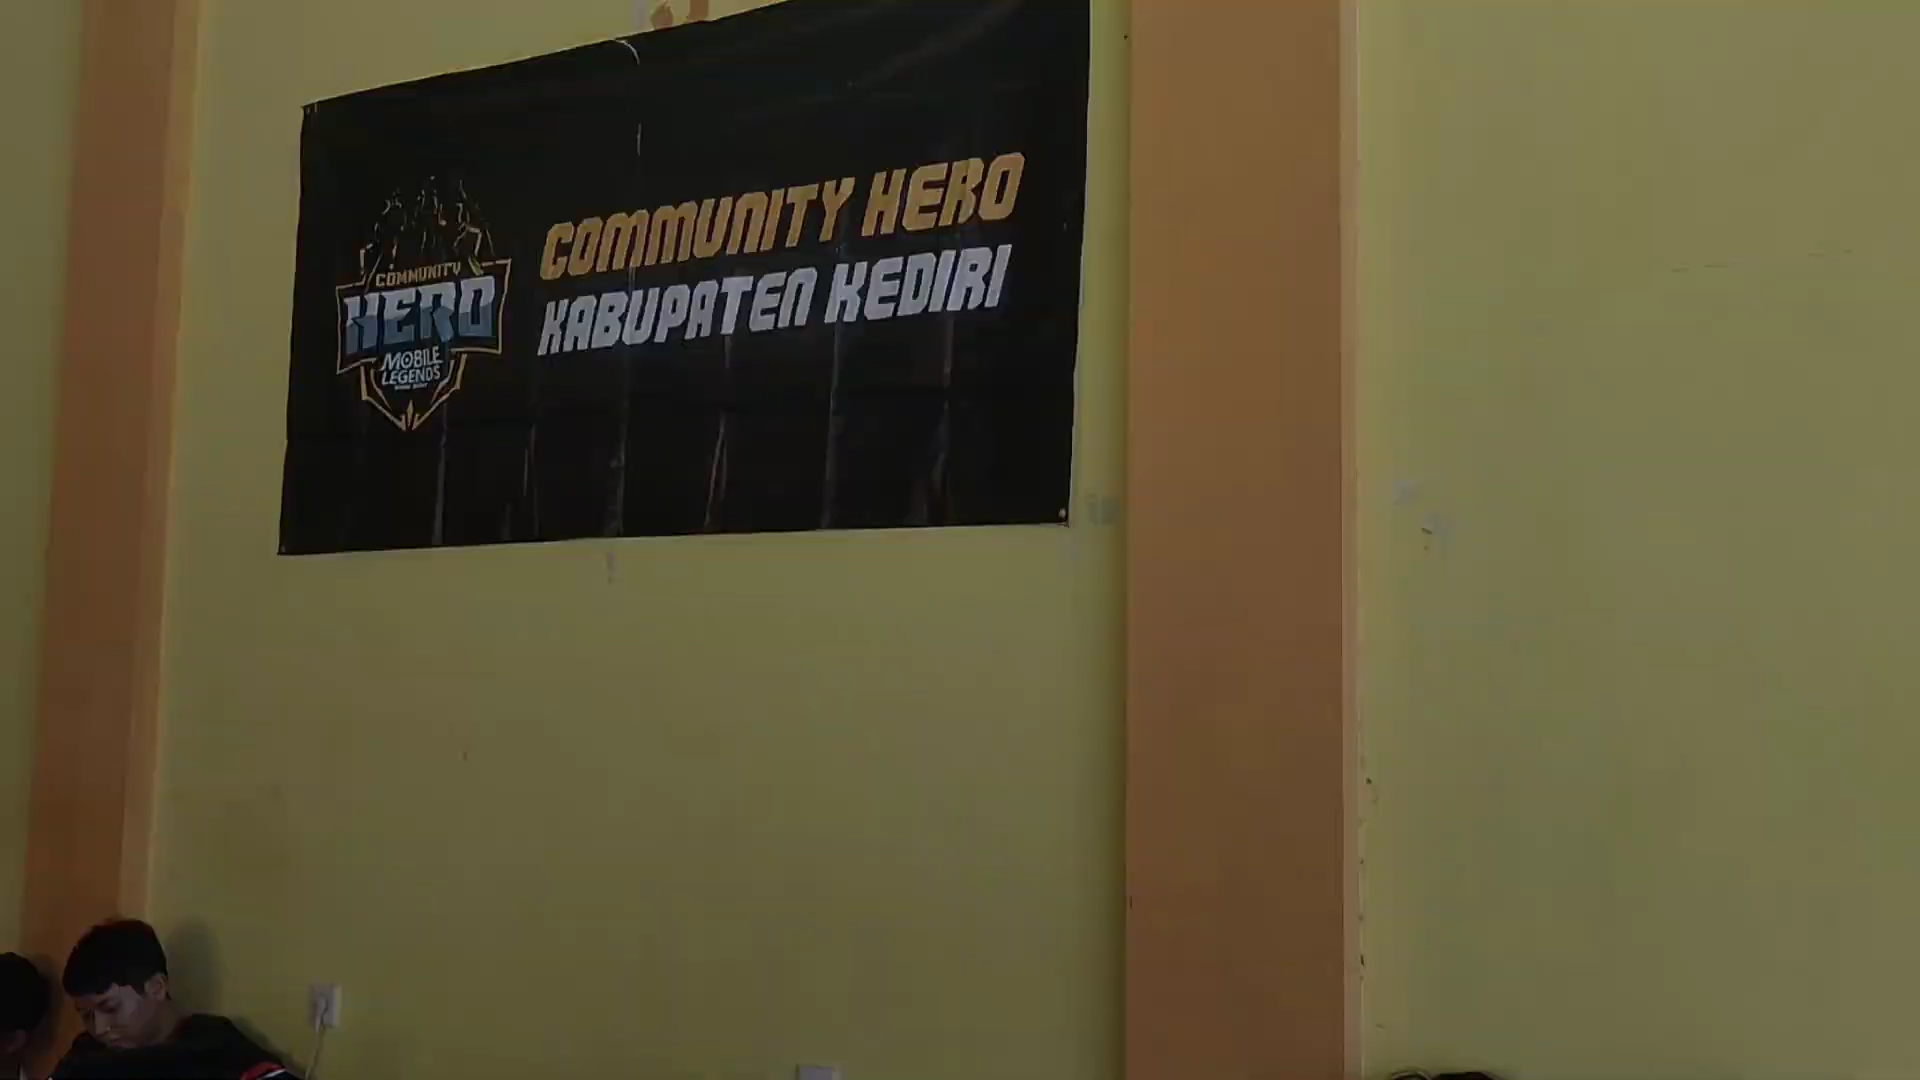 COMMUNITY HERO
KABUPATEN KEDIRI
COMMUNITY
HERO
MOBILE
LEGENDS